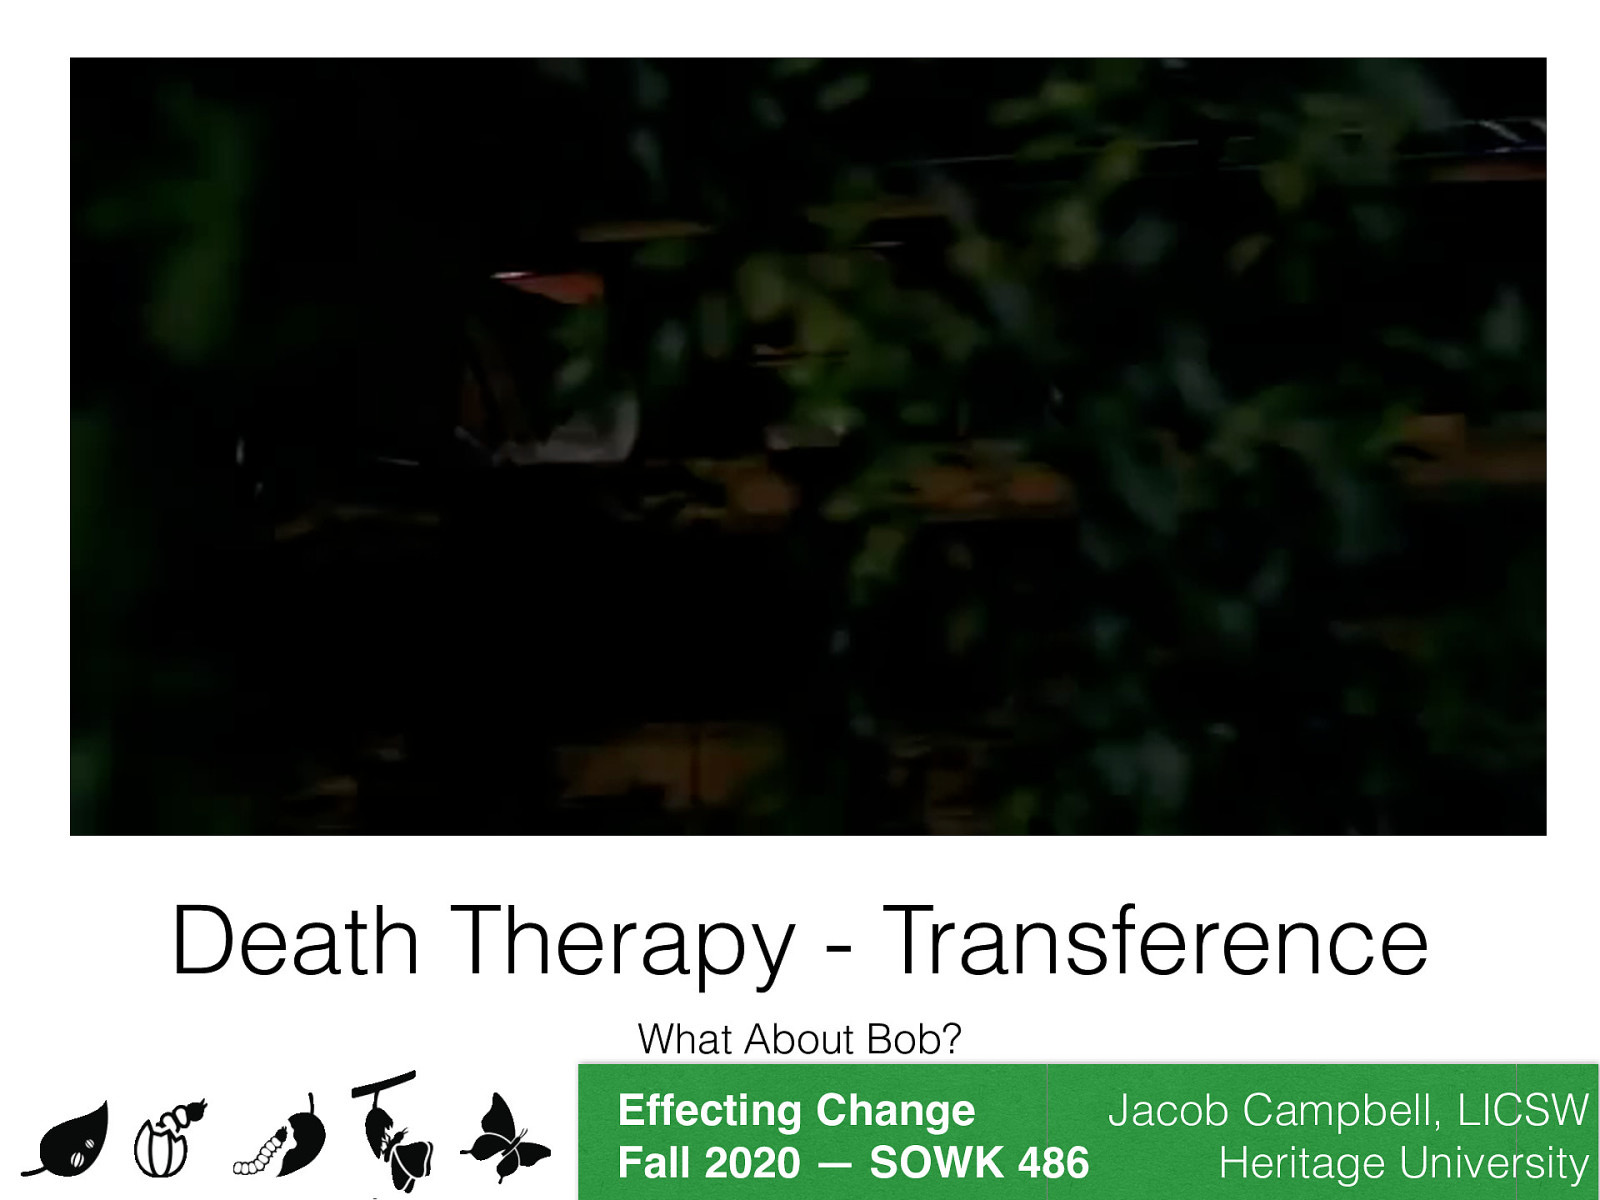 Death Therapy - Transference
What About Bob?
Effecting Change
Fall 2020 — SOWK 486
Jacob Campbell, LICSW
Heritage University